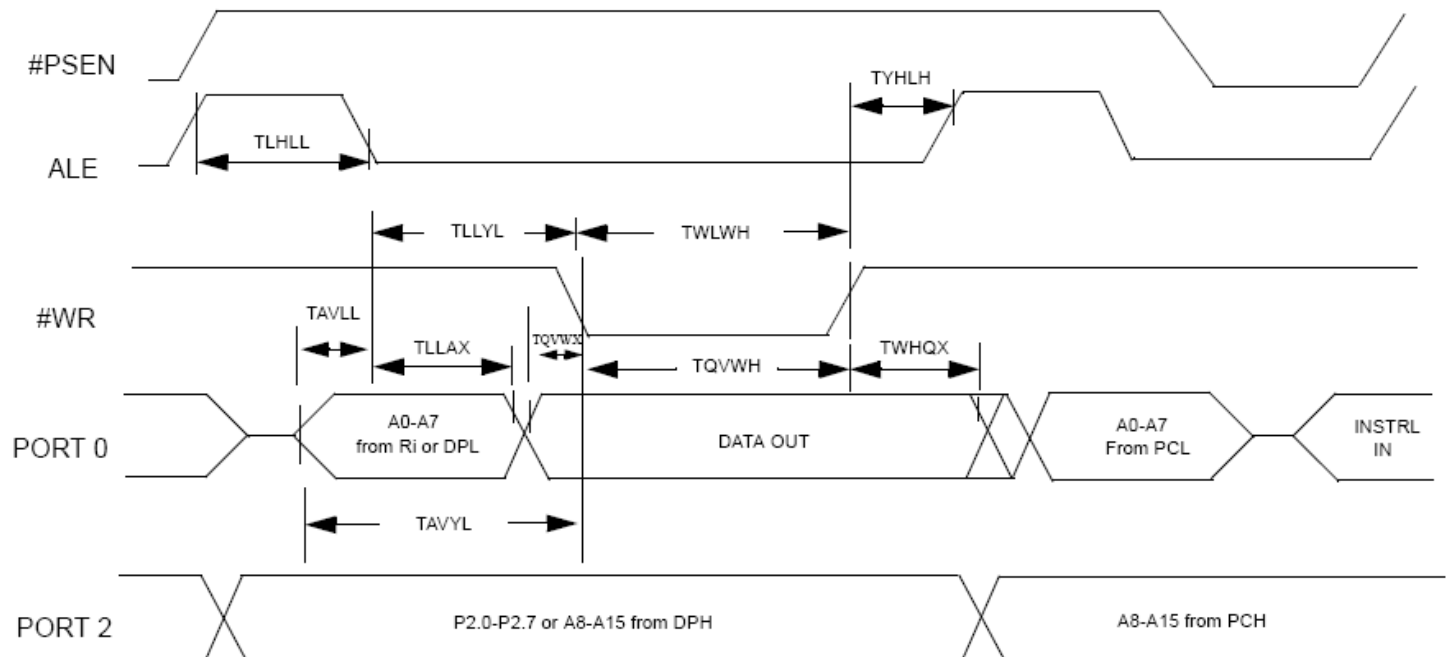 #PSEN
TYHLH
TLHLL
ALE
TLLYL
TWLWH
#WR
TAVLL
TQVWX
TLLAX
TQVWH
TWHQX
PORT 0
A0-A7
from Ri or DPL
DATA OUT
A0-A7
From PCL
INSTRL
IN
TAVYL
PORT 2
P2.0-P2.7 or A8-A15 from DPH
A8-A15 from PCH